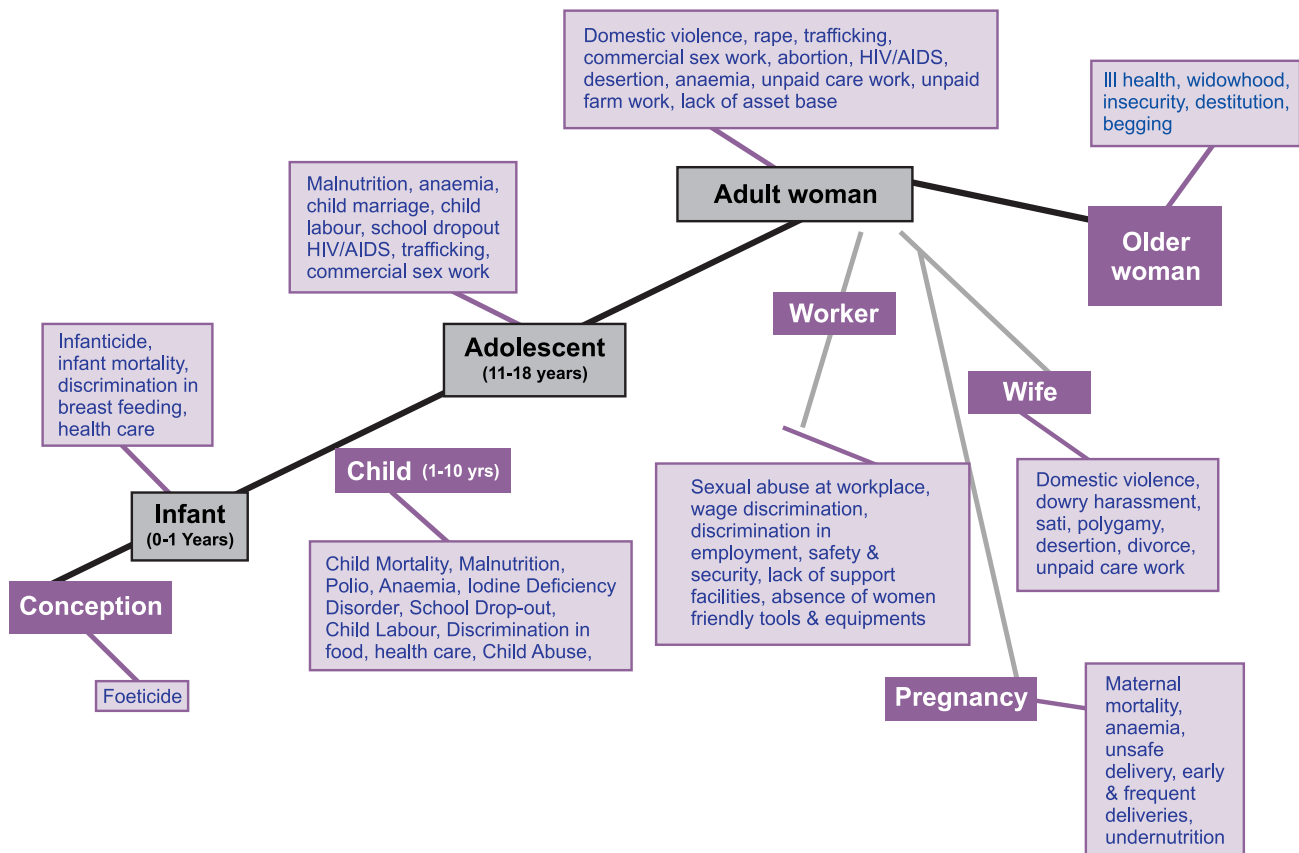 Domestic violence, rape, trafficking,
commercial sex work, abortion, HIV/AIDS,
desertion, anaemia, unpaid care work, unpaid
farm work, lack of asset base
Ill health, widowhood,
insecurity, destitution,
begging
Malnutrition, anaemia,
child marriage, child
labour, school dropout
HIV/AIDS, trafficking,
commercial sex work
Adult woman
Older
woman
Infanticide,
infant mortality,
discrimination in
breast feeding,
health care
Adolescent
(11-18 years)
Worker
Wife
Child (1-10 yrs)
Infant
(0-1 Years)
Sexual abuse at workplace,
wage discrimination,
discrimination in
employment, safety &
security, lack of support
facilities, absence of women
friendly tools & equipments
Domestic violence,
dowry harassment,
sati, polygamy,
desertion, divorce,
unpaid care work
Child Mortality, Malnutrition,
Polio, Anaemia, Iodine Deficiency
Disorder, School Drop-out,
Child Labour, Discrimination in
food, health care, Child Abuse,
Conception
Foeticide
Pregnancy
Maternal
mortality,
anaemia,
unsafe
delivery, early
& frequent
deliveries,
undernutrition